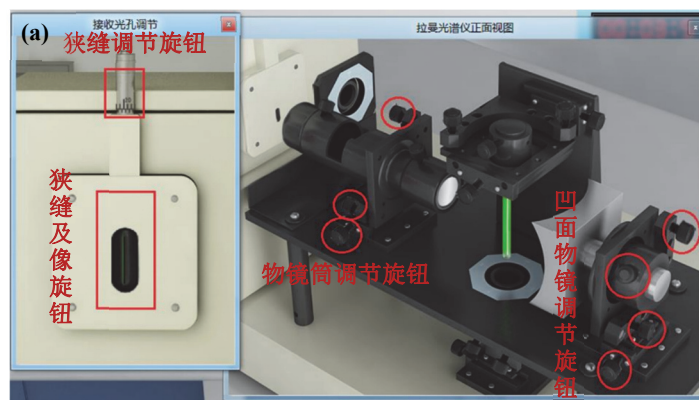 接收光孔调节
拉曼光谱仪正面视图
(a)
狭缝调节旋钮
狭缝及像旋钮
物镜筒调节旋钮
凹面物镜调节旋钮